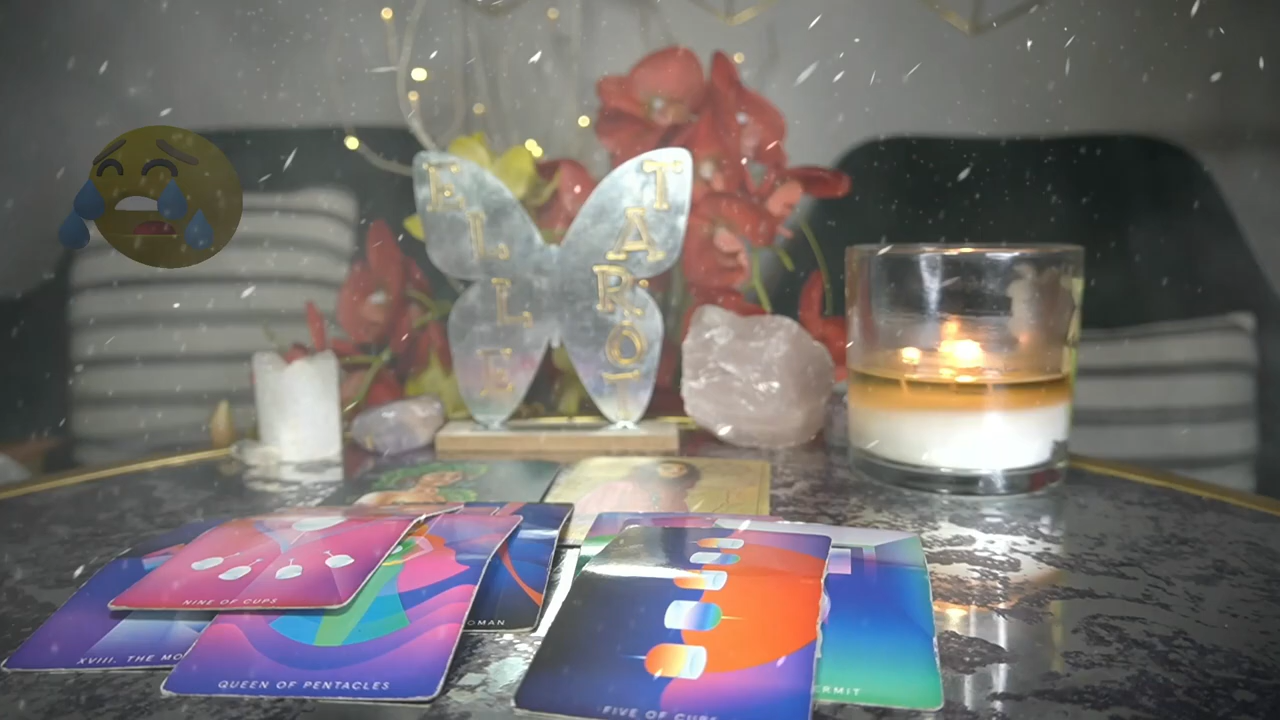 ELLE
TAROT
NINE OF CUPS
XVIII. THE MO
OMAN
QUEEN OF PENTACLES
ERMIT
FIVE OF CUPS